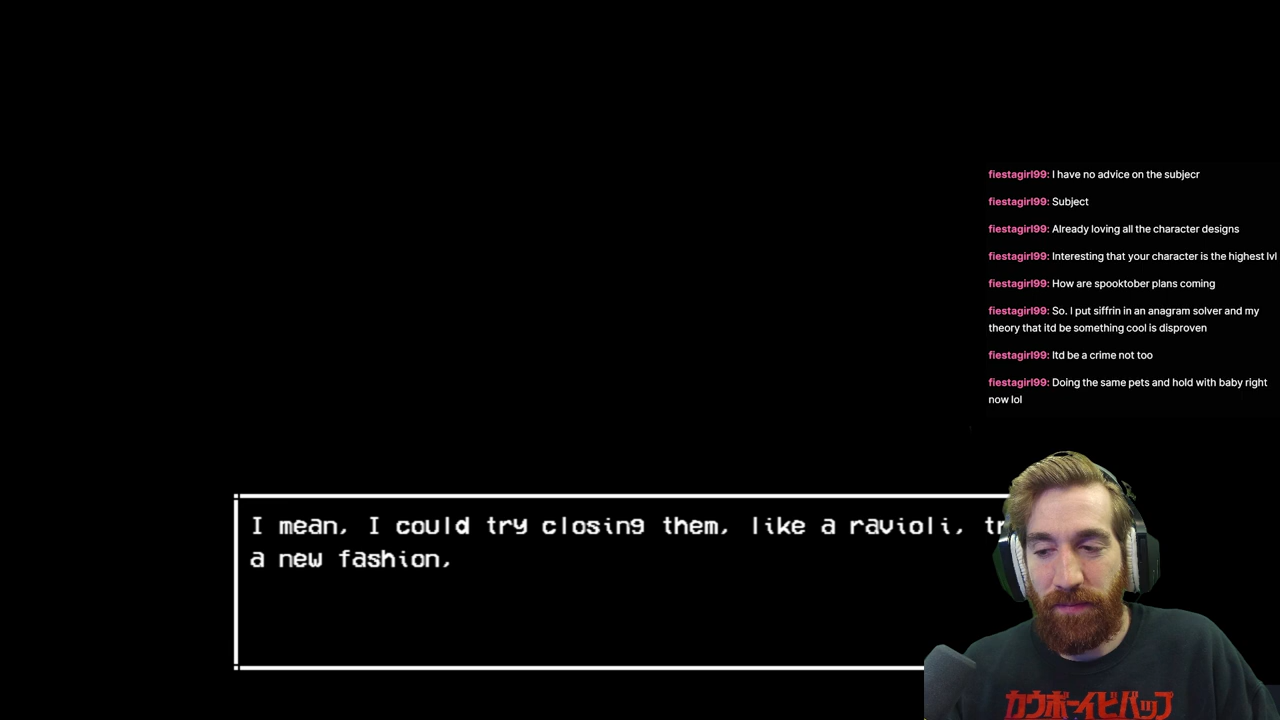 fiestagirl99: I have no advice on the subjecr
fiestagirl99: Subject
fiestagirl99: Already loving all the character designs
fiestagirl99: Interesting that your character is the highest lvl
fiestagirl99: How are spooktober plans coming
fiestagirl99: So. I put siffrin in an anagram solver and my
theory that itd be something cool is disproven
fiestagirl99: Itd be a crime not too
fiestagirl99: Doing the same pets and hold with baby right
now lol
I mean, I could try closing them, like a ravioli,
a new fashion,
カウボーイビバップ